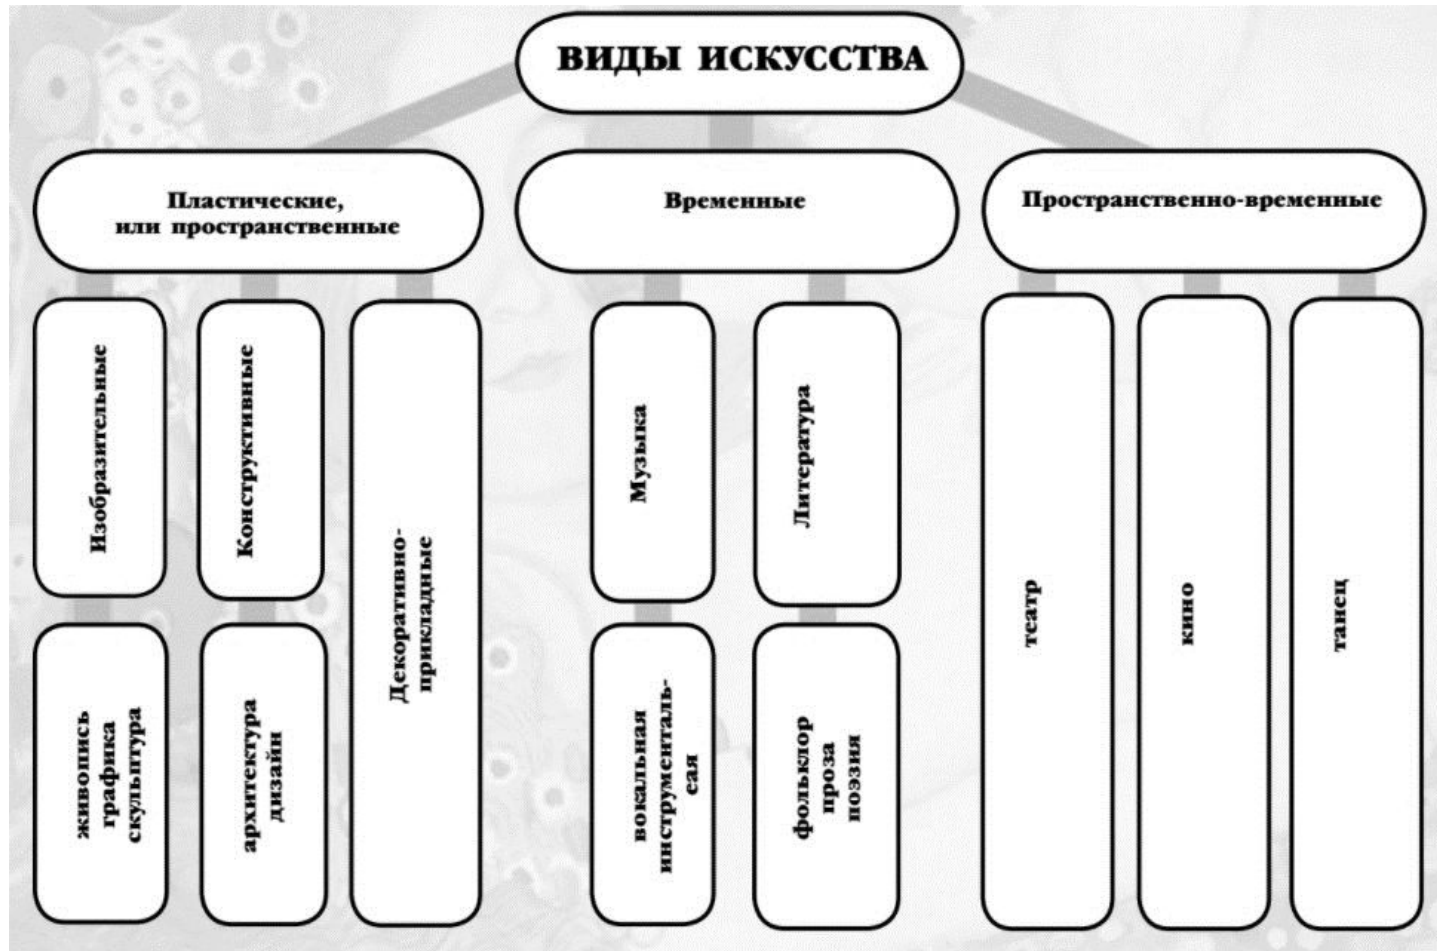 ВИДЫ ИСКУССТВА
Пластические,
или пространственные
Временные
Пространственно-временные
Изобразительные
Конструктивные
Декоративно-
прикладные
Музыка
Литература
театр
кино
танец
живопись
графика
скульптура
архитектура
дизайн
вокальная
инструменталь-
сая
фольклор
проза
поэзия